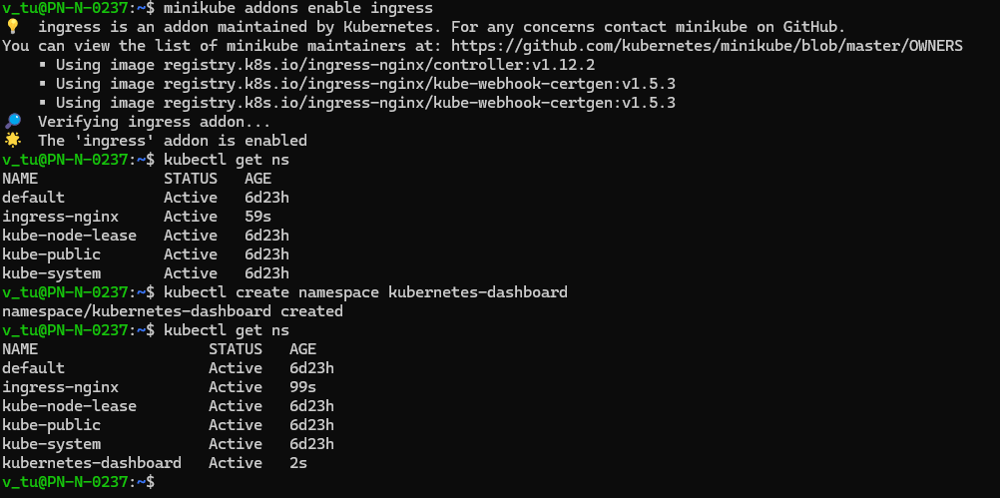 v_tu@PN-N-0237:~$ minikube addons enable ingress
💡  ingress is an addon maintained by Kubernetes. For any concerns contact minikube on GitHub.
You can view the list of minikube maintainers at: https://github.com/kubernetes/minikube/blob/master/OWNERS
    ▪ Using image registry.k8s.io/ingress-nginx/controller:v1.12.2
    ▪ Using image registry.k8s.io/ingress-nginx/kube-webhook-certgen:v1.5.3
    ▪ Using image registry.k8s.io/ingress-nginx/kube-webhook-certgen:v1.5.3
🔎  Verifying ingress addon...
🌟  The 'ingress' addon is enabled
v_tu@PN-N-0237:~$ kubectl get ns
NAME              STATUS   AGE
default           Active   6d23h
ingress-nginx     Active   59s
kube-node-lease   Active   6d23h
kube-public       Active   6d23h
kube-system       Active   6d23h
v_tu@PN-N-0237:~$ kubectl create namespace kubernetes-dashboard
namespace/kubernetes-dashboard created
v_tu@PN-N-0237:~$ kubectl get ns
NAME                   STATUS   AGE
default                Active   6d23h
ingress-nginx          Active   99s
kube-node-lease        Active   6d23h
kube-public            Active   6d23h
kube-system            Active   6d23h
kubernetes-dashboard   Active   2s
v_tu@PN-N-0237:~$